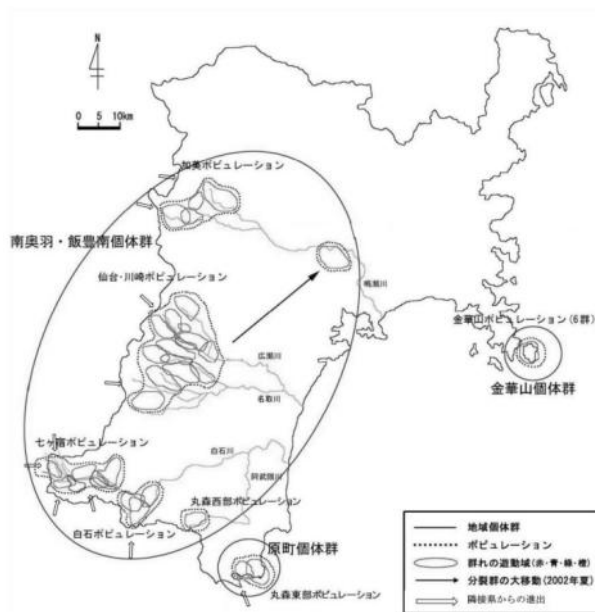 N
0 5 10km
加美ポピュレーション
南奥羽・飯豊南個体群
仙台・川崎ポピュレーション
鳴瀬川
金華山ポピュレーション(6群)
金華山個体群
広瀬川
名取川
七ヶ宿ポピュレーション
白石川
阿武隈川
丸森西部ポピュレーション
白石ポピュレーション
原町個体群
丸森東部ポピュレーション
地域個体群
ポピュレーション
群れの遊動域(赤・青・緑・橙)
分裂群の大移動(2002年夏)
隣接県からの進出